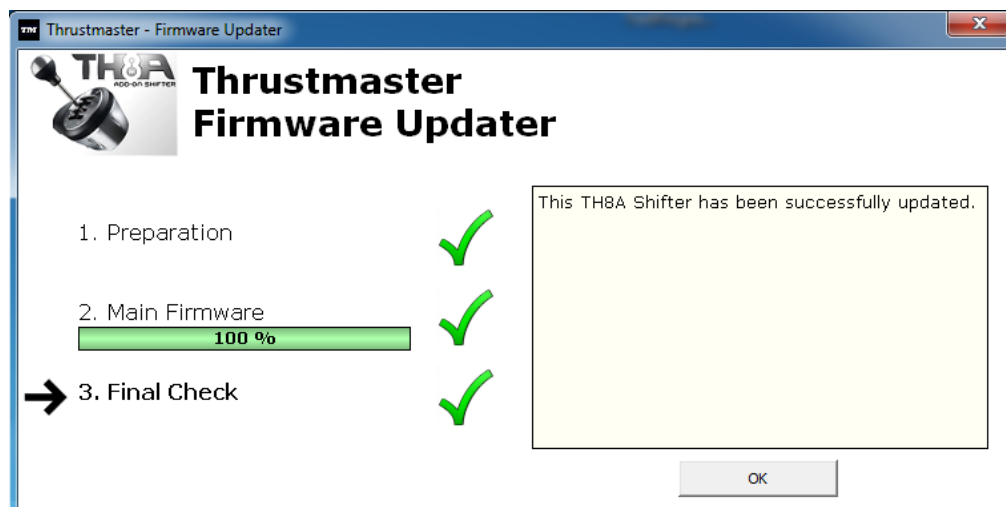 Thrustmaster - Firmware Updater
TH8A
ADD-ON SHIFTER
Thrustmaster
Firmware Updater
This TH8A Shifter has been successfully updated.
1. Preparation
2. Main Firmware
100 %
3. Final Check
OK